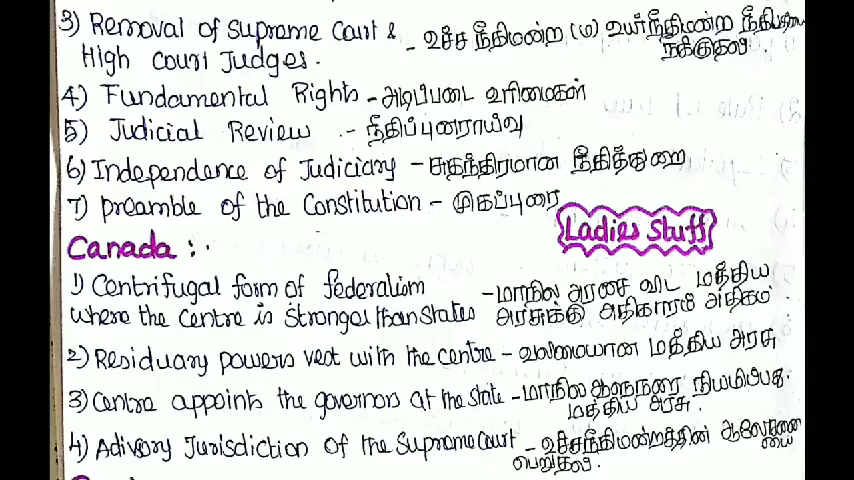 3) Removal of Supreme Court & - உச்ச நீதிமன்ற (ம) உயர்நீதிமன்ற
High Court Judges.
4) Fundamental Rights - அடிப்படை உரிமைகள்
5) Judicial Review - நீதிப்புனராய்வு
6) Independence of Judiciary - சுதந்திரமான நீதித்துறை
7) Preamble of the Constitution - முகப்புரை
Ladies Stuff
Canada :-
1) Centrifugal form of federalism - மாநில அரசை விட மத்திய
where the Centre is Stronger than States அரசுக்கு அதிகாரம் அதிகம்
2) Residuary powers vest with the centre - வலிமையான மத்திய அரசு
3) Centre appoints the governors at the state - மாநில ஆளுநரை நியமிப்பது
மத்திய அரசு.
4) Advisory Jurisdiction of the Supreme Court - உச்சநீதிமன்றத்தின்
பெறுதல்.